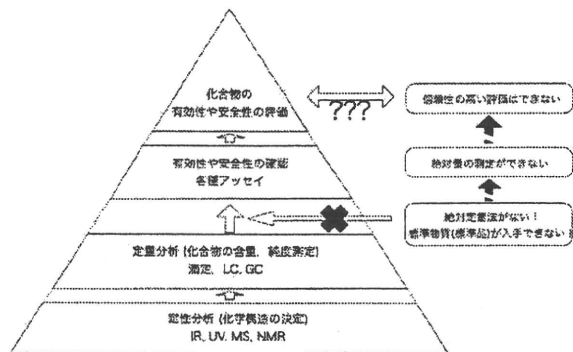 化合物の
有効性や安全性の評価
???
信頼性の高い評価はできない
有効性や安全性の確認
各種アッセイ
絶対量の測定ができない
絶対定量法がない!
標準物質(標準品)が入手できない!
定量分析 (化合物の含量, 純度測定)
滴定, LC, GC
定性分析 (化学構造の決定)
IR, UV, MS, NMR